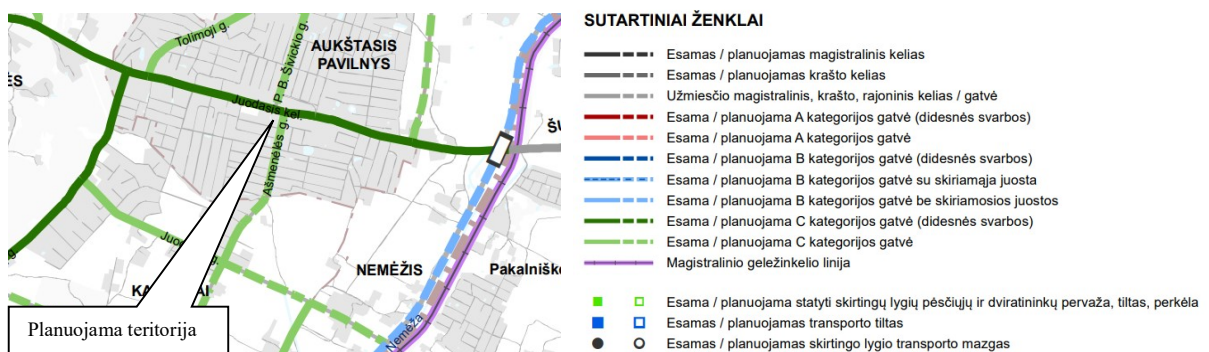 Tolimoji g.
AUKŠTASIS
PAVILNYS
P. B. Šivickio g.
ĖS
Juodasis kel.
Ašmenėlės g.
NEMĖŽIS
Pakalnišk
Nemėža
AI
Planuojama teritorija
SUTARTINIAI ŽENKLAI
Esamas / planuojamas magistralinis kelias
Esamas / planuojamas krašto kelias
Užmiesčio magistralinis, krašto, rajoninis kelias / gatvė
Esama / planuojama A kategorijos gatvė (didesnės svarbos)
Esama / planuojama A kategorijos gatvė
Esama / planuojama B kategorijos gatvė (didesnės svarbos)
Esama / planuojama B kategorijos gatvė su skiriamąja juosta
Esama / planuojama B kategorijos gatvė be skiriamosios juostos
Esama / planuojama C kategorijos gatvė (didesnės svarbos)
Esama / planuojama C kategorijos gatvė
Magistralinio geležinkelio linija
Esama / planuojama statyti skirtingų lygių pėsčiųjų ir dviratininkų pervaža, tiltas, perkėla
Esamas / planuojamas transporto tiltas
Esamas / planuojamas skirtingo lygio transporto mazgas